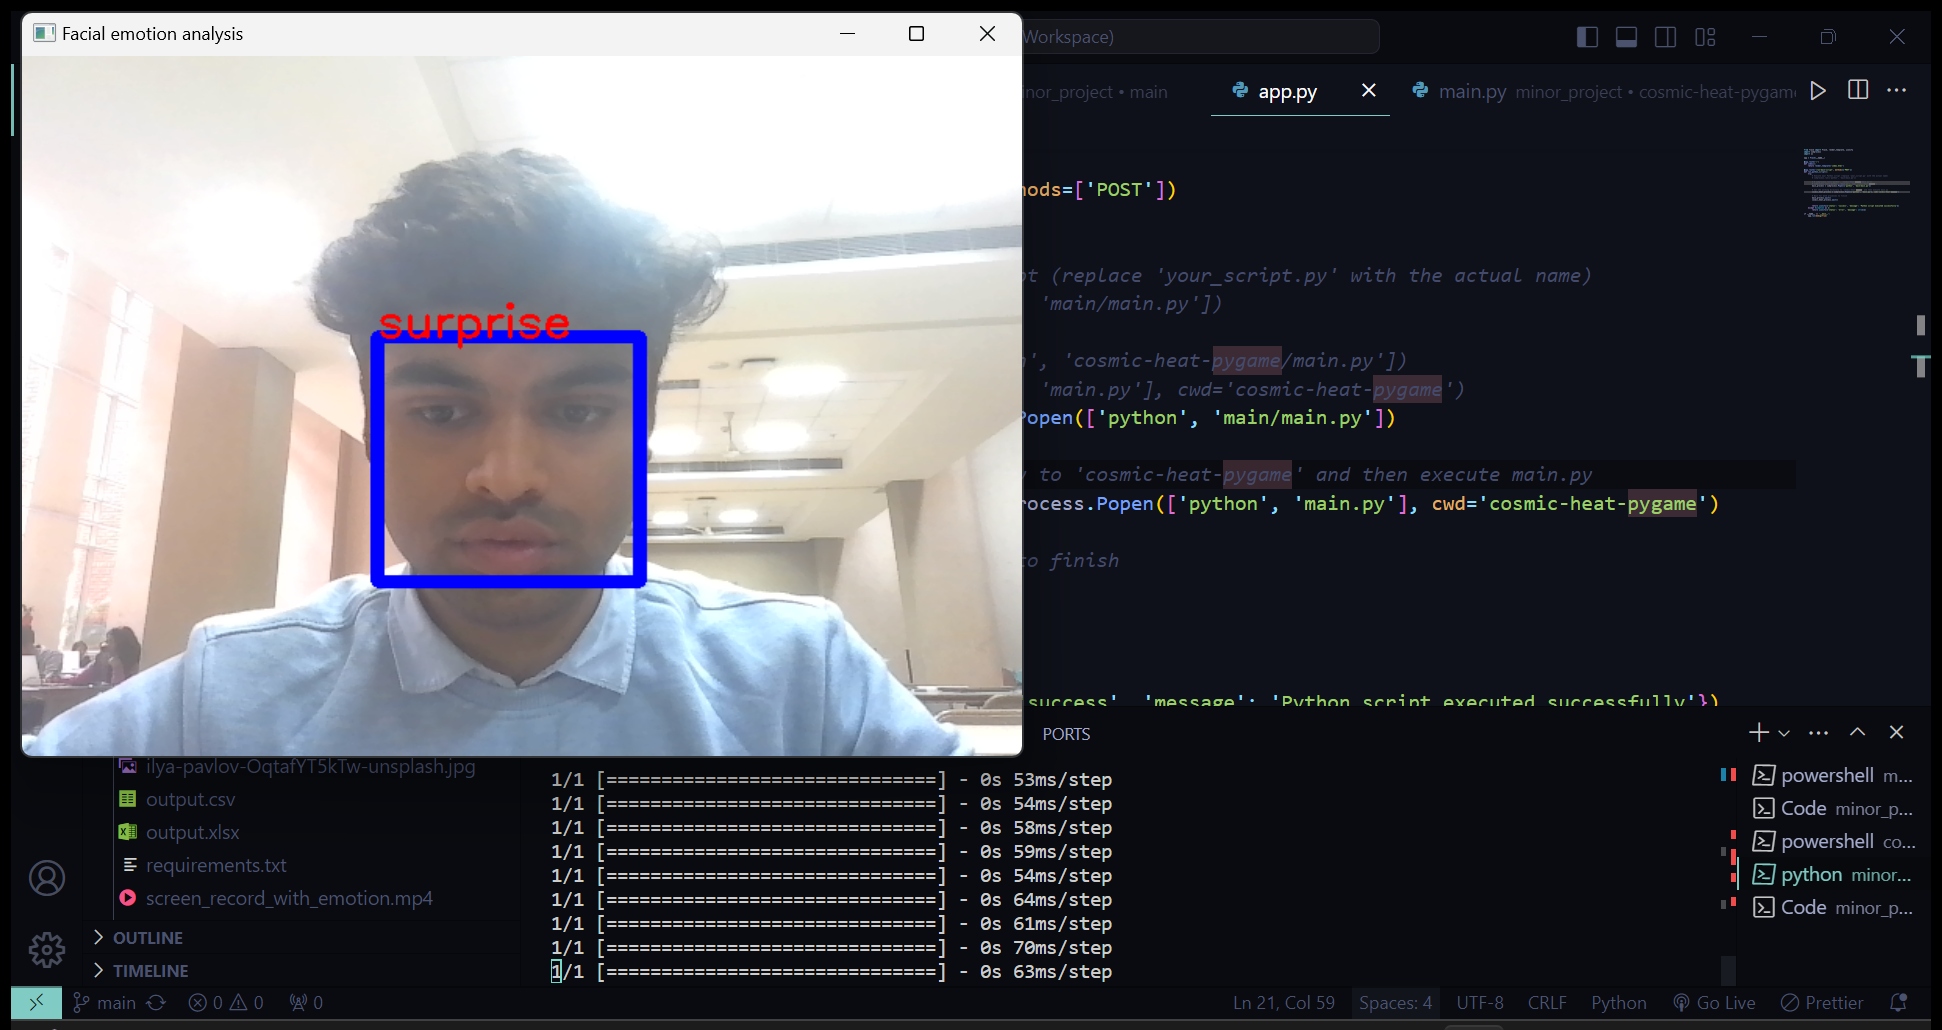 Facial emotion analysis
Workspace)
nor_project • main
app.py
main.py minor_project • cosmic-heat-pygam
surprise
ods=['POST'])
t (replace 'your_script.py' with the actual name)
'main/main.py'])
', 'cosmic-heat-pygame/main.py'])
'main.py'], cwd='cosmic-heat-pygame')
Popen(['python', 'main/main.py'])
to 'cosmic-heat-pygame' and then execute main.py
rocess.Popen(['python', 'main.py'], cwd='cosmic-heat-pygame')
to finish
success', 'message': 'Python script executed successfully'})
PORTS
ilya-pavlov-OqtafYT5kTw-unsplash.jpg
output.csv
output.xlsx
requirements.txt
screen_record_with_emotion.mp4
OUTLINE
TIMELINE
1/1 [==============================] - 0s 53ms/step
1/1 [==============================] - 0s 54ms/step
1/1 [==============================] - 0s 58ms/step
1/1 [==============================] - 0s 59ms/step
1/1 [==============================] - 0s 54ms/step
1/1 [==============================] - 0s 64ms/step
1/1 [==============================] - 0s 61ms/step
1/1 [==============================] - 0s 70ms/step
1/1 [==============================] - 0s 63ms/step
powershell m...
Code minor_p...
powershell co...
python minor...
Code minor_p...
main 0 0 0 Ln 21, Col 59 Spaces: 4 UTF-8 CRLF Python Go Live Prettier